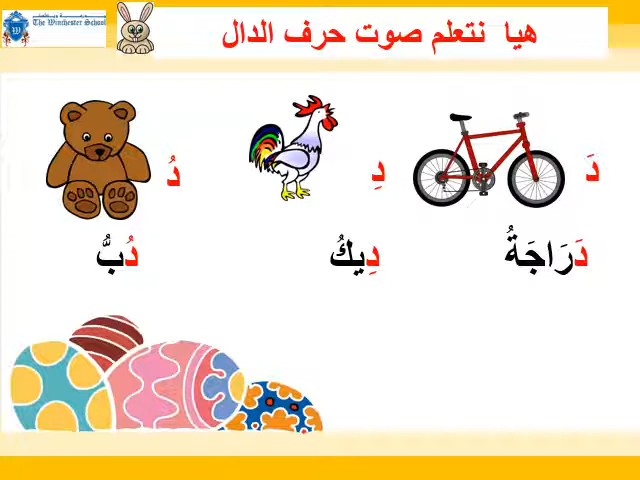 The Winchester School
هيا نتعلم صوت حرف الدال
دَ دِ دُ
دَرَاجَةُ دِيكُ دُبُّ